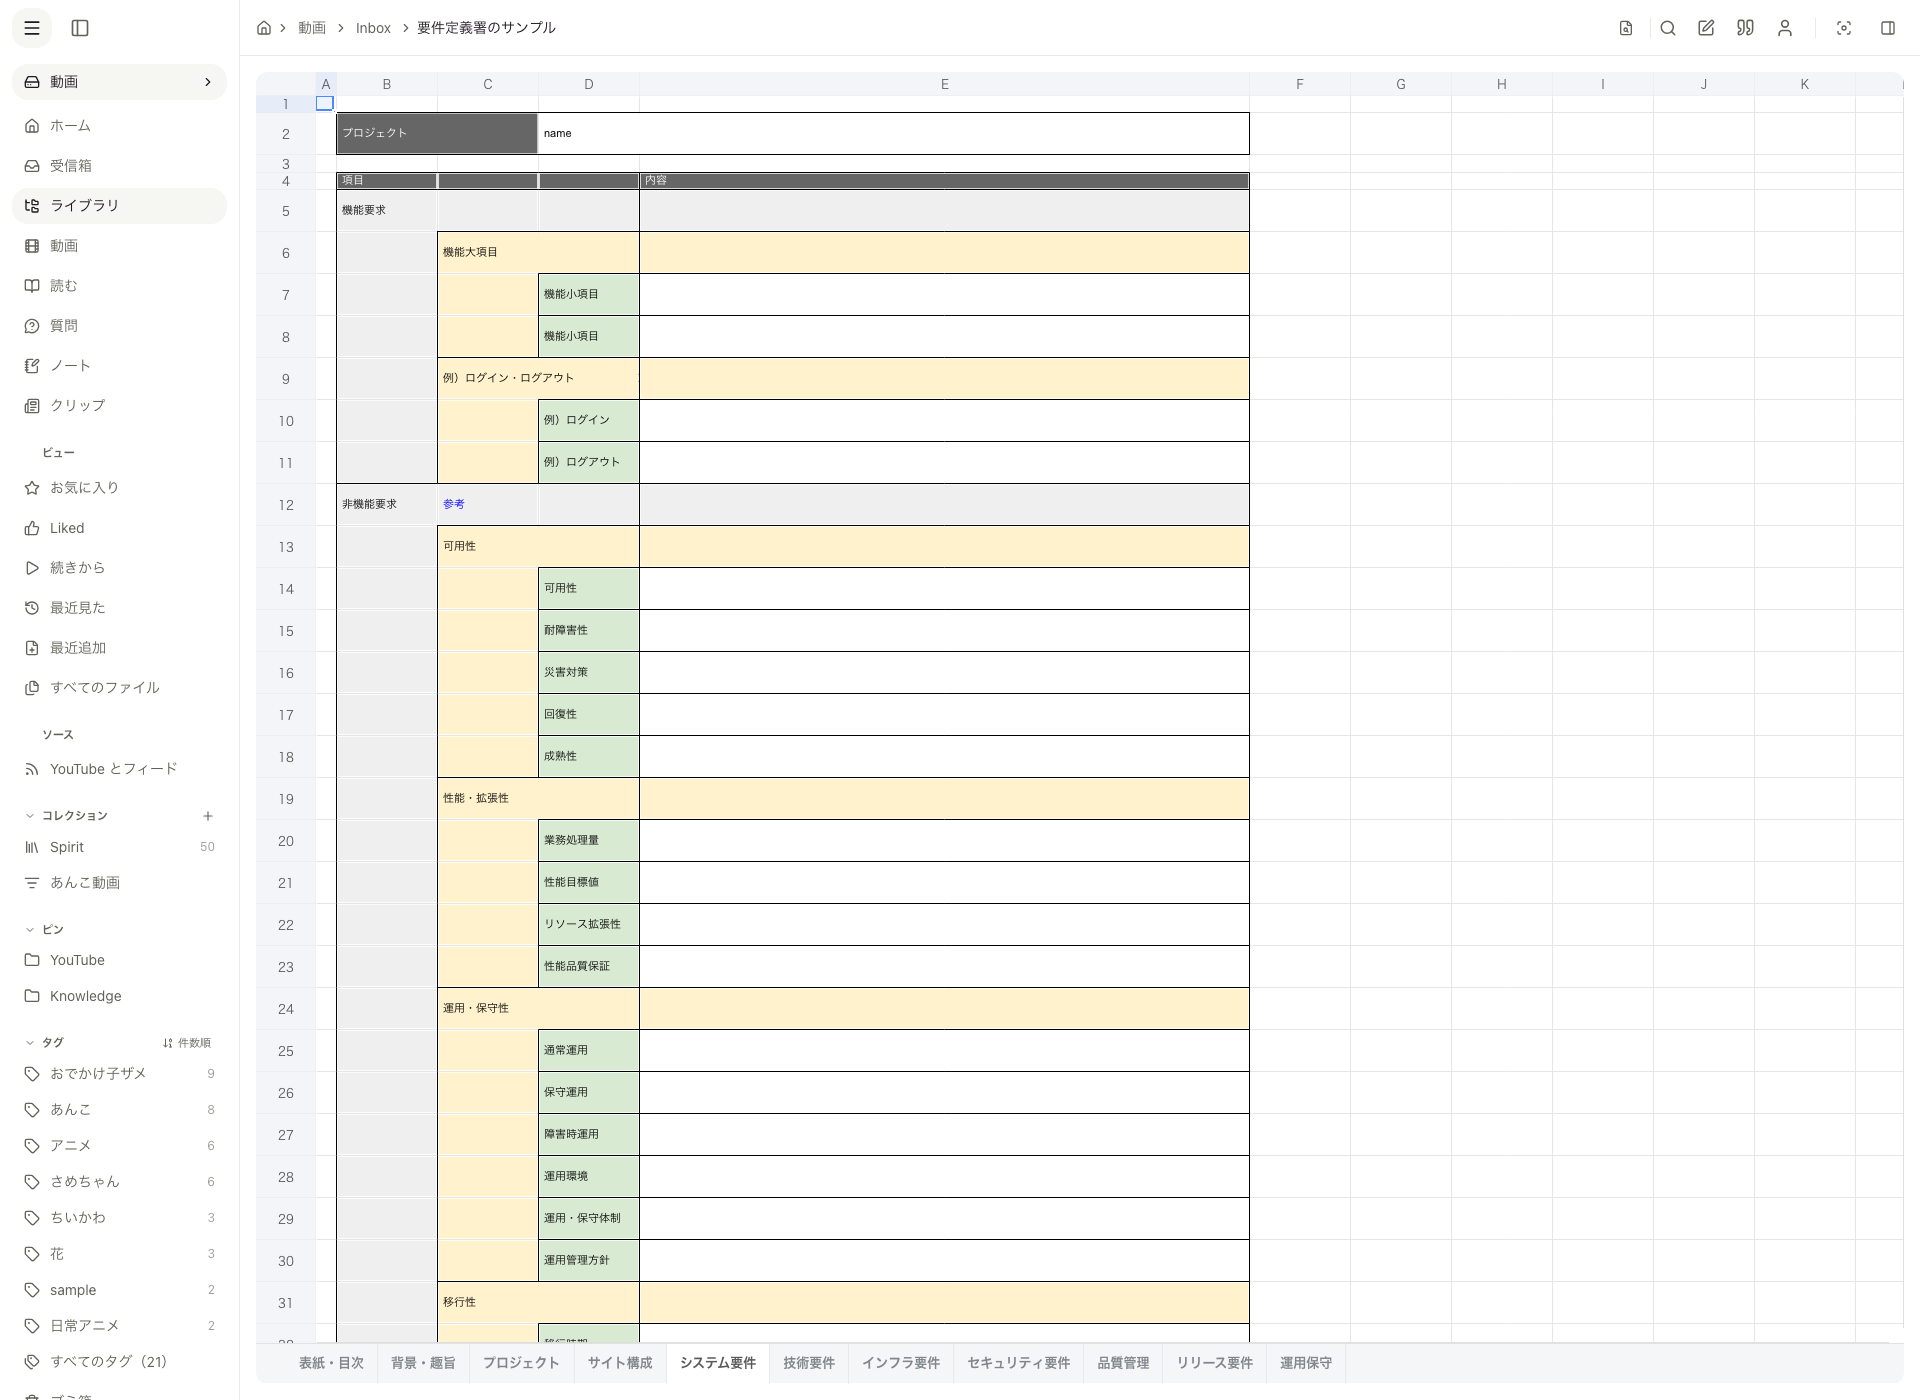 動画
ホーム
受信箱
ライブラリ
動画
読む
質問
ノート
クリップ
ビュー
お気に入り
Liked
続きから
最近見た
最近追加
すべてのファイル
ソース
YouTube とフィード
コレクション
Spirit 50
あんこ動画
ピン
YouTube
Knowledge
タグ 件数順
おでかけ子ザメ 9
あんこ 8
アニメ 6
さめちゃん 6
ちいかわ 3
花 3
sample 2
日常アニメ 2
すべてのタグ（21）
動画 Inbox 要件定義署のサンプル
A B C D E F G H I J K
1
2 プロジェクト name
3
4 項目 内容
5 機能要求
6 機能大項目
7 機能小項目
8 機能小項目
9 例）ログイン・ログアウト
10 例）ログイン
11 例）ログアウト
12 非機能要求 参考
13 可用性
14 可用性
15 耐障害性
16 災害対策
17 回復性
18 成熟性
19 性能・拡張性
20 業務処理量
21 性能目標値
22 リソース拡張性
23 性能品質保証
24 運用・保守性
25 通常運用
26 保守運用
27 障害時運用
28 運用環境
29 運用・保守体制
30 運用管理方針
31 移行性
表紙・目次 背景・趣旨 プロジェクト サイト構成 システム要件 技術要件 インフラ要件 セキュリティ要件 品質管理 リリース要件 運用保守